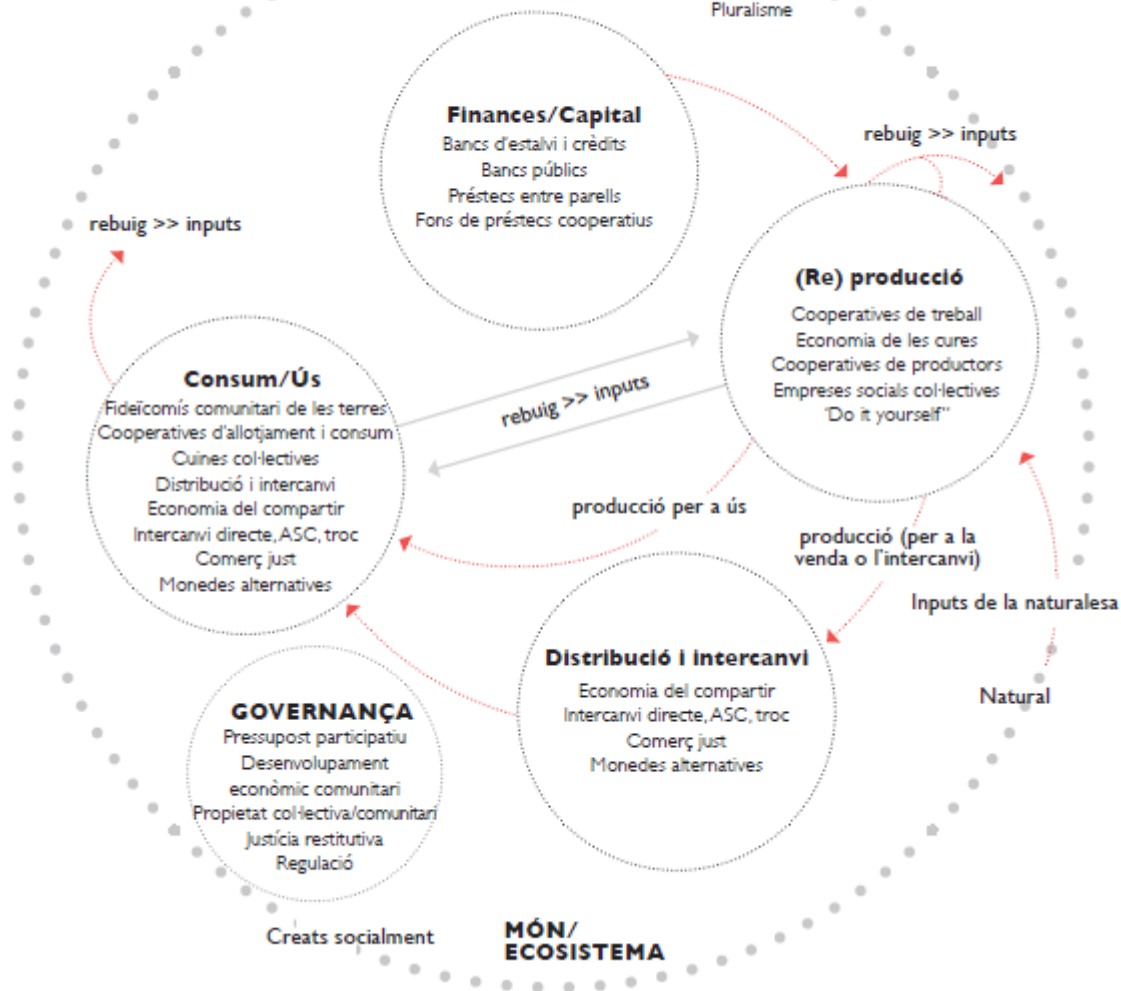 Pluralisme
Finances/Capital
Bancs d'estalvi i crèdits
Bancs públics
Préstecs entre parells
Fons de préstecs cooperatius
rebuig >> inputs
rebuig >> inputs
(Re) producció
Cooperatives de treball
Economia de les cures
Cooperatives de productors
Empreses socials col·lectives
'Do it yourself"
Consum/Ús
Fideïcomís comunitari de les terres
Cooperatives d'allotjament i consum
Cuines col·lectives
Distribució i intercanvi
Economia del compartir
Intercanvi directe, ASC, troc
Comerç just
Monedes alternatives
rebuig >> inputs
producció per a ús
producció (per a la
venda o l'intercanvi)
Inputs de la naturalesa
Natural
Distribució i intercanvi
Economia del compartir
Intercanvi directe, ASC, troc
Comerç just
Monedes alternatives
GOVERNANÇA
Pressupost participatiu
Desenvolupament
econòmic comunitari
Propietat col·lectiva/comunitari
Justícia restitutiva
Regulació
Creats socialment
MÓN/
ECOSISTEMA